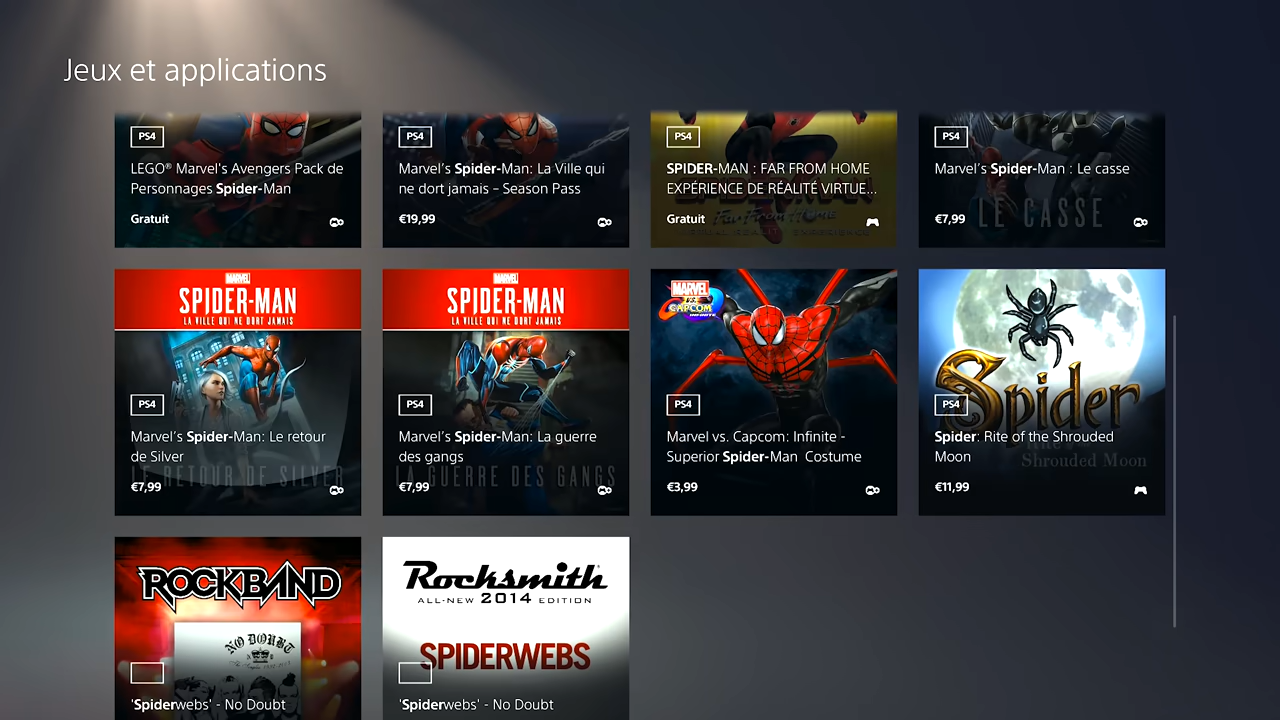 Jeux et applications
PS4
LEGO® Marvel's Avengers Pack de
Personnages Spider-Man
Gratuit
PS4
Marvel's Spider-Man: La Ville qui
ne dort jamais – Season Pass
€19,99
PS4
SPIDER-MAN : FAR FROM HOME
EXPÉRIENCE DE RÉALITÉ VIRTUE...
Gratuit
PS4
Marvel's Spider-Man : Le casse
€7,99
LE CASSE
MARVEL
SPIDER-MAN
LA VILLE QUI NE DORT JAMAIS
PS4
Marvel's Spider-Man: Le retour
de Silver
LE RETOUR DE SILVER
€7,99
MARVEL
SPIDER-MAN
LA VILLE QUI NE DORT JAMAIS
PS4
Marvel's Spider-Man: La guerre
des gangs
LA GUERRE DES GANGS
€7,99
MARVEL
VS
CAPCOM
INFINITE
PS4
Marvel vs. Capcom: Infinite -
Superior Spider-Man Costume
€3,99
Spider
PS4
Spider: Rite of the Shrouded
Moon
Shrouded Moon
€11,99
ROCKBAND
NO DOUBT
'Spiderwebs' - No Doubt
Rocksmith
ALL-NEW 2014 EDITION
SPIDERWEBS
'Spiderwebs' - No Doubt